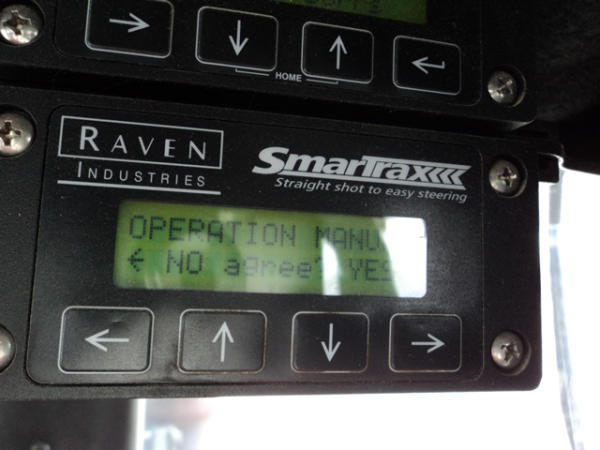 HOME
RAVEN
INDUSTRIES
SmarTrax
Straight shot to easy steering
OPERATION MANU
← NO agree? YES